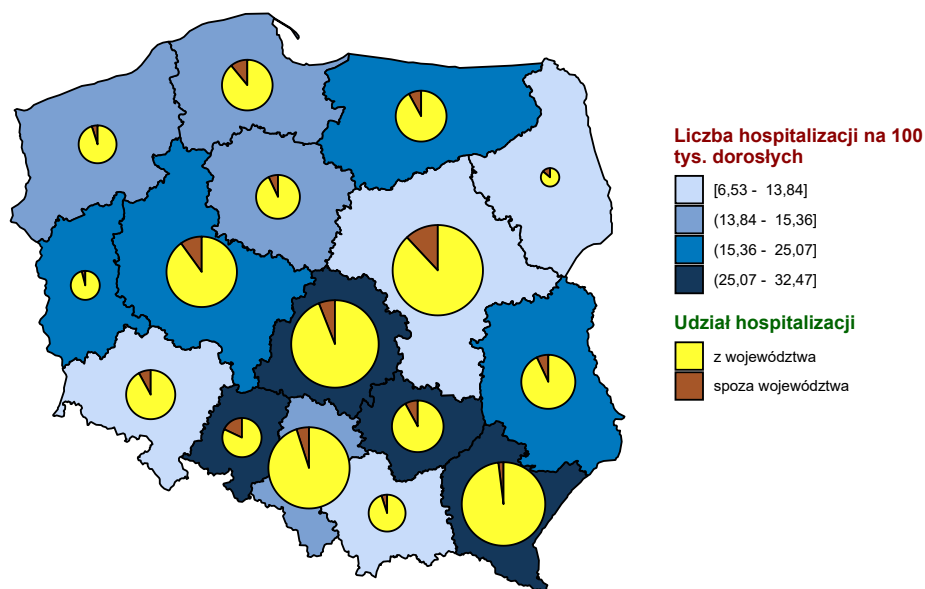 Liczba hospitalizacji na 100
tys. dorosłych
[6,53 - 13,84]
(13,84 - 15,36]
(15,36 - 25,07]
(25,07 - 32,47]
Udział hospitalizacji
z województwa
spoza województwa